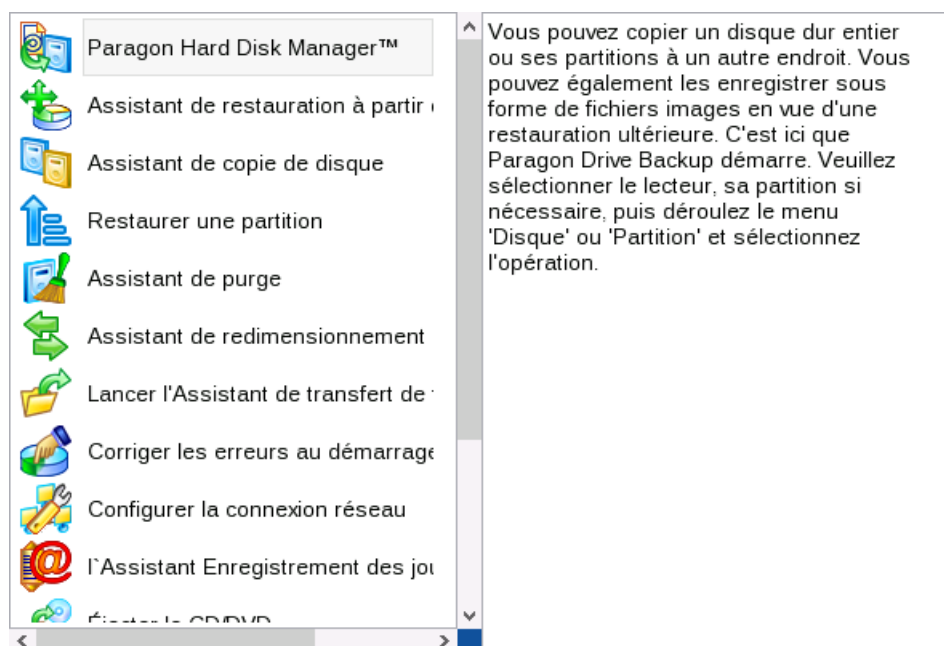 Paragon Hard Disk Manager™
Assistant de restauration à partir
Assistant de copie de disque
Restaurer une partition
Assistant de purge
Assistant de redimensionnement
Lancer l'Assistant de transfert de
Corriger les erreurs au démarrage
Configurer la connexion réseau
l`Assistant Enregistrement des
Éjecter le CD/DVD
Vous pouvez copier un disque dur entier
ou ses partitions à un autre endroit. Vous
pouvez également les enregistrer sous
forme de fichiers images en vue d'une
restauration ultérieure. C'est ici que
Paragon Drive Backup démarre. Veuillez
sélectionner le lecteur, sa partition si
nécessaire, puis déroulez le menu
'Disque' ou 'Partition' et sélectionnez
l'opération.